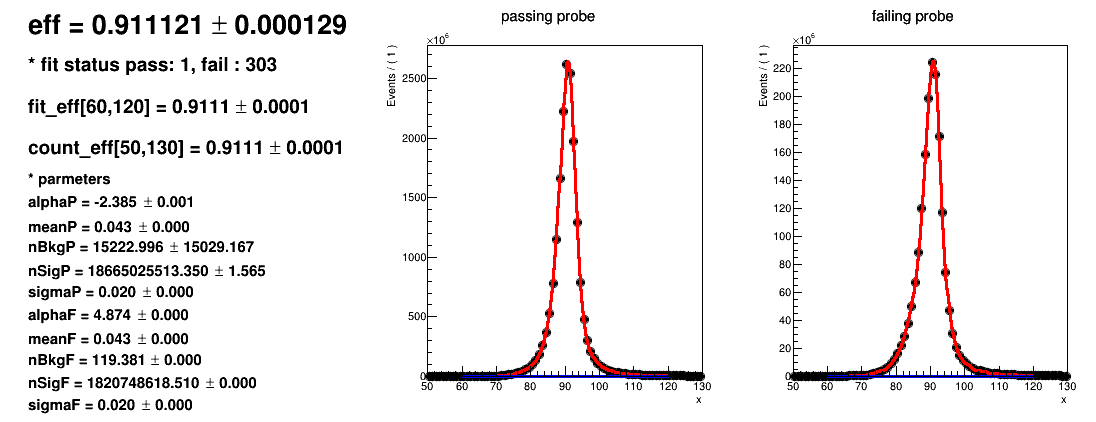 eff = 0.911121 ± 0.000129
* fit status pass: 1, fail : 303
fit_eff[60,120] = 0.9111 ± 0.0001
count_eff[50,130] = 0.9111 ± 0.0001
* parmeters
alphaP = -2.385 ± 0.001
meanP = 0.043 ± 0.000
nBkgP = 15222.996 ± 15029.167
nSigP = 18665025513.350 ± 1.565
sigmaP = 0.020 ± 0.000
alphaF = 4.874 ± 0.000
meanF = 0.043 ± 0.000
nBkgF = 119.381 ± 0.000
nSigF = 1820748618.510 ± 0.000
sigmaF = 0.020 ± 0.000
passing probe
×10⁶
Events / ( 1 )
2500
2000
1500
1000
500
0
50 60 70 80 90 100 110 120 130
x
failing probe
×10⁶
Events / ( 1 )
220
200
180
160
140
120
100
80
60
40
20
0
50 60 70 80 90 100 110 120 130
x